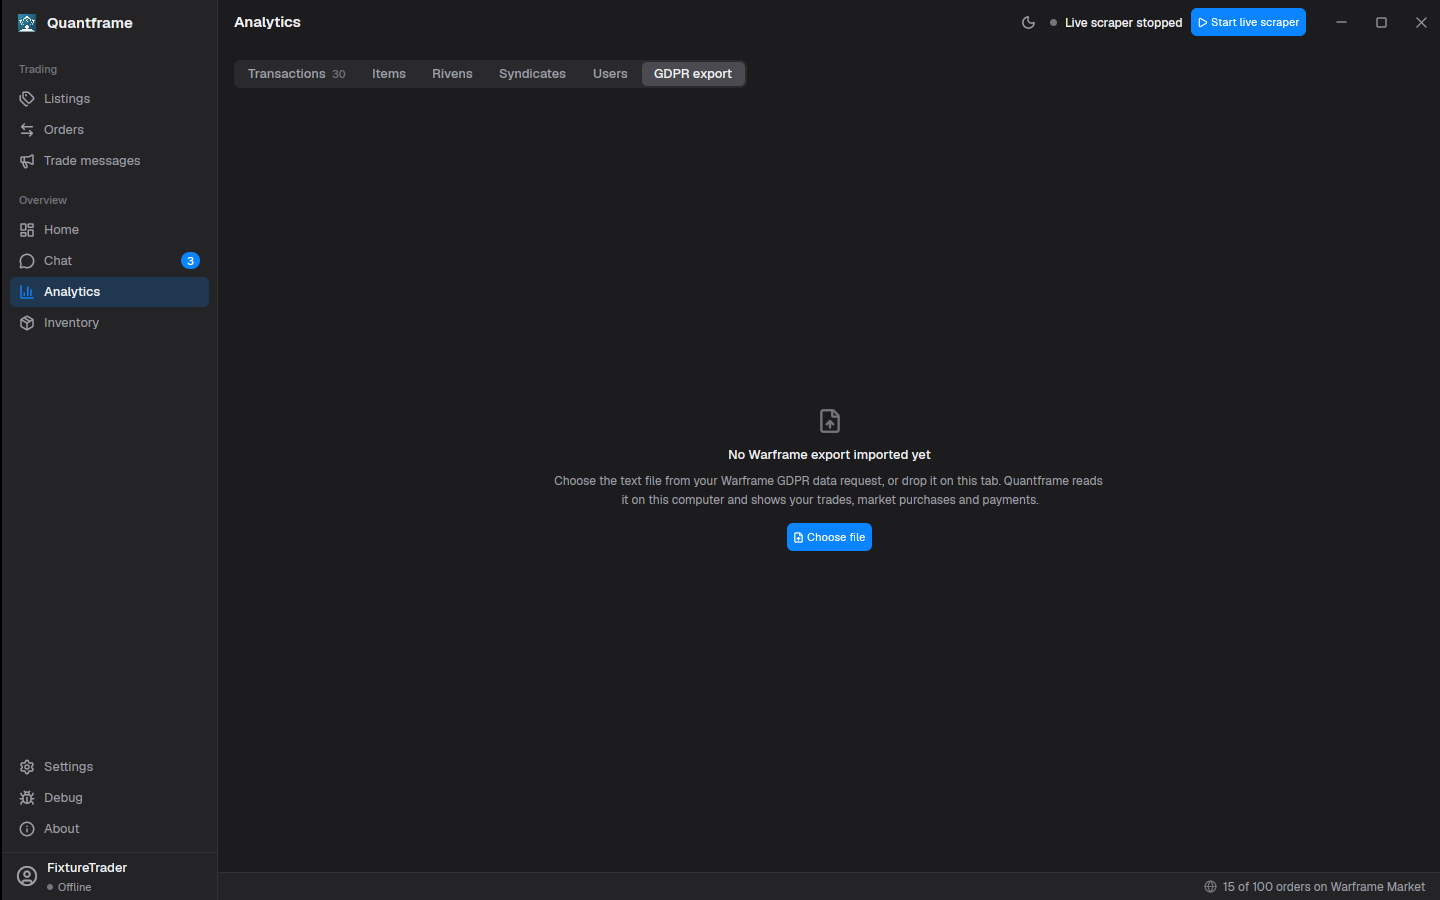 Quantframe
Trading
Listings
Orders
Trade messages
Overview
Home
Chat 3
Analytics
Inventory
Settings
Debug
About
FixtureTrader
Offline
Analytics
Live scraper stopped
Start live scraper
Transactions 30
Items
Rivens
Syndicates
Users
GDPR export
No Warframe export imported yet
Choose the text file from your Warframe GDPR data request, or drop it on this tab. Quantframe reads
it on this computer and shows your trades, market purchases and payments.
Choose file
15 of 100 orders on Warframe Market